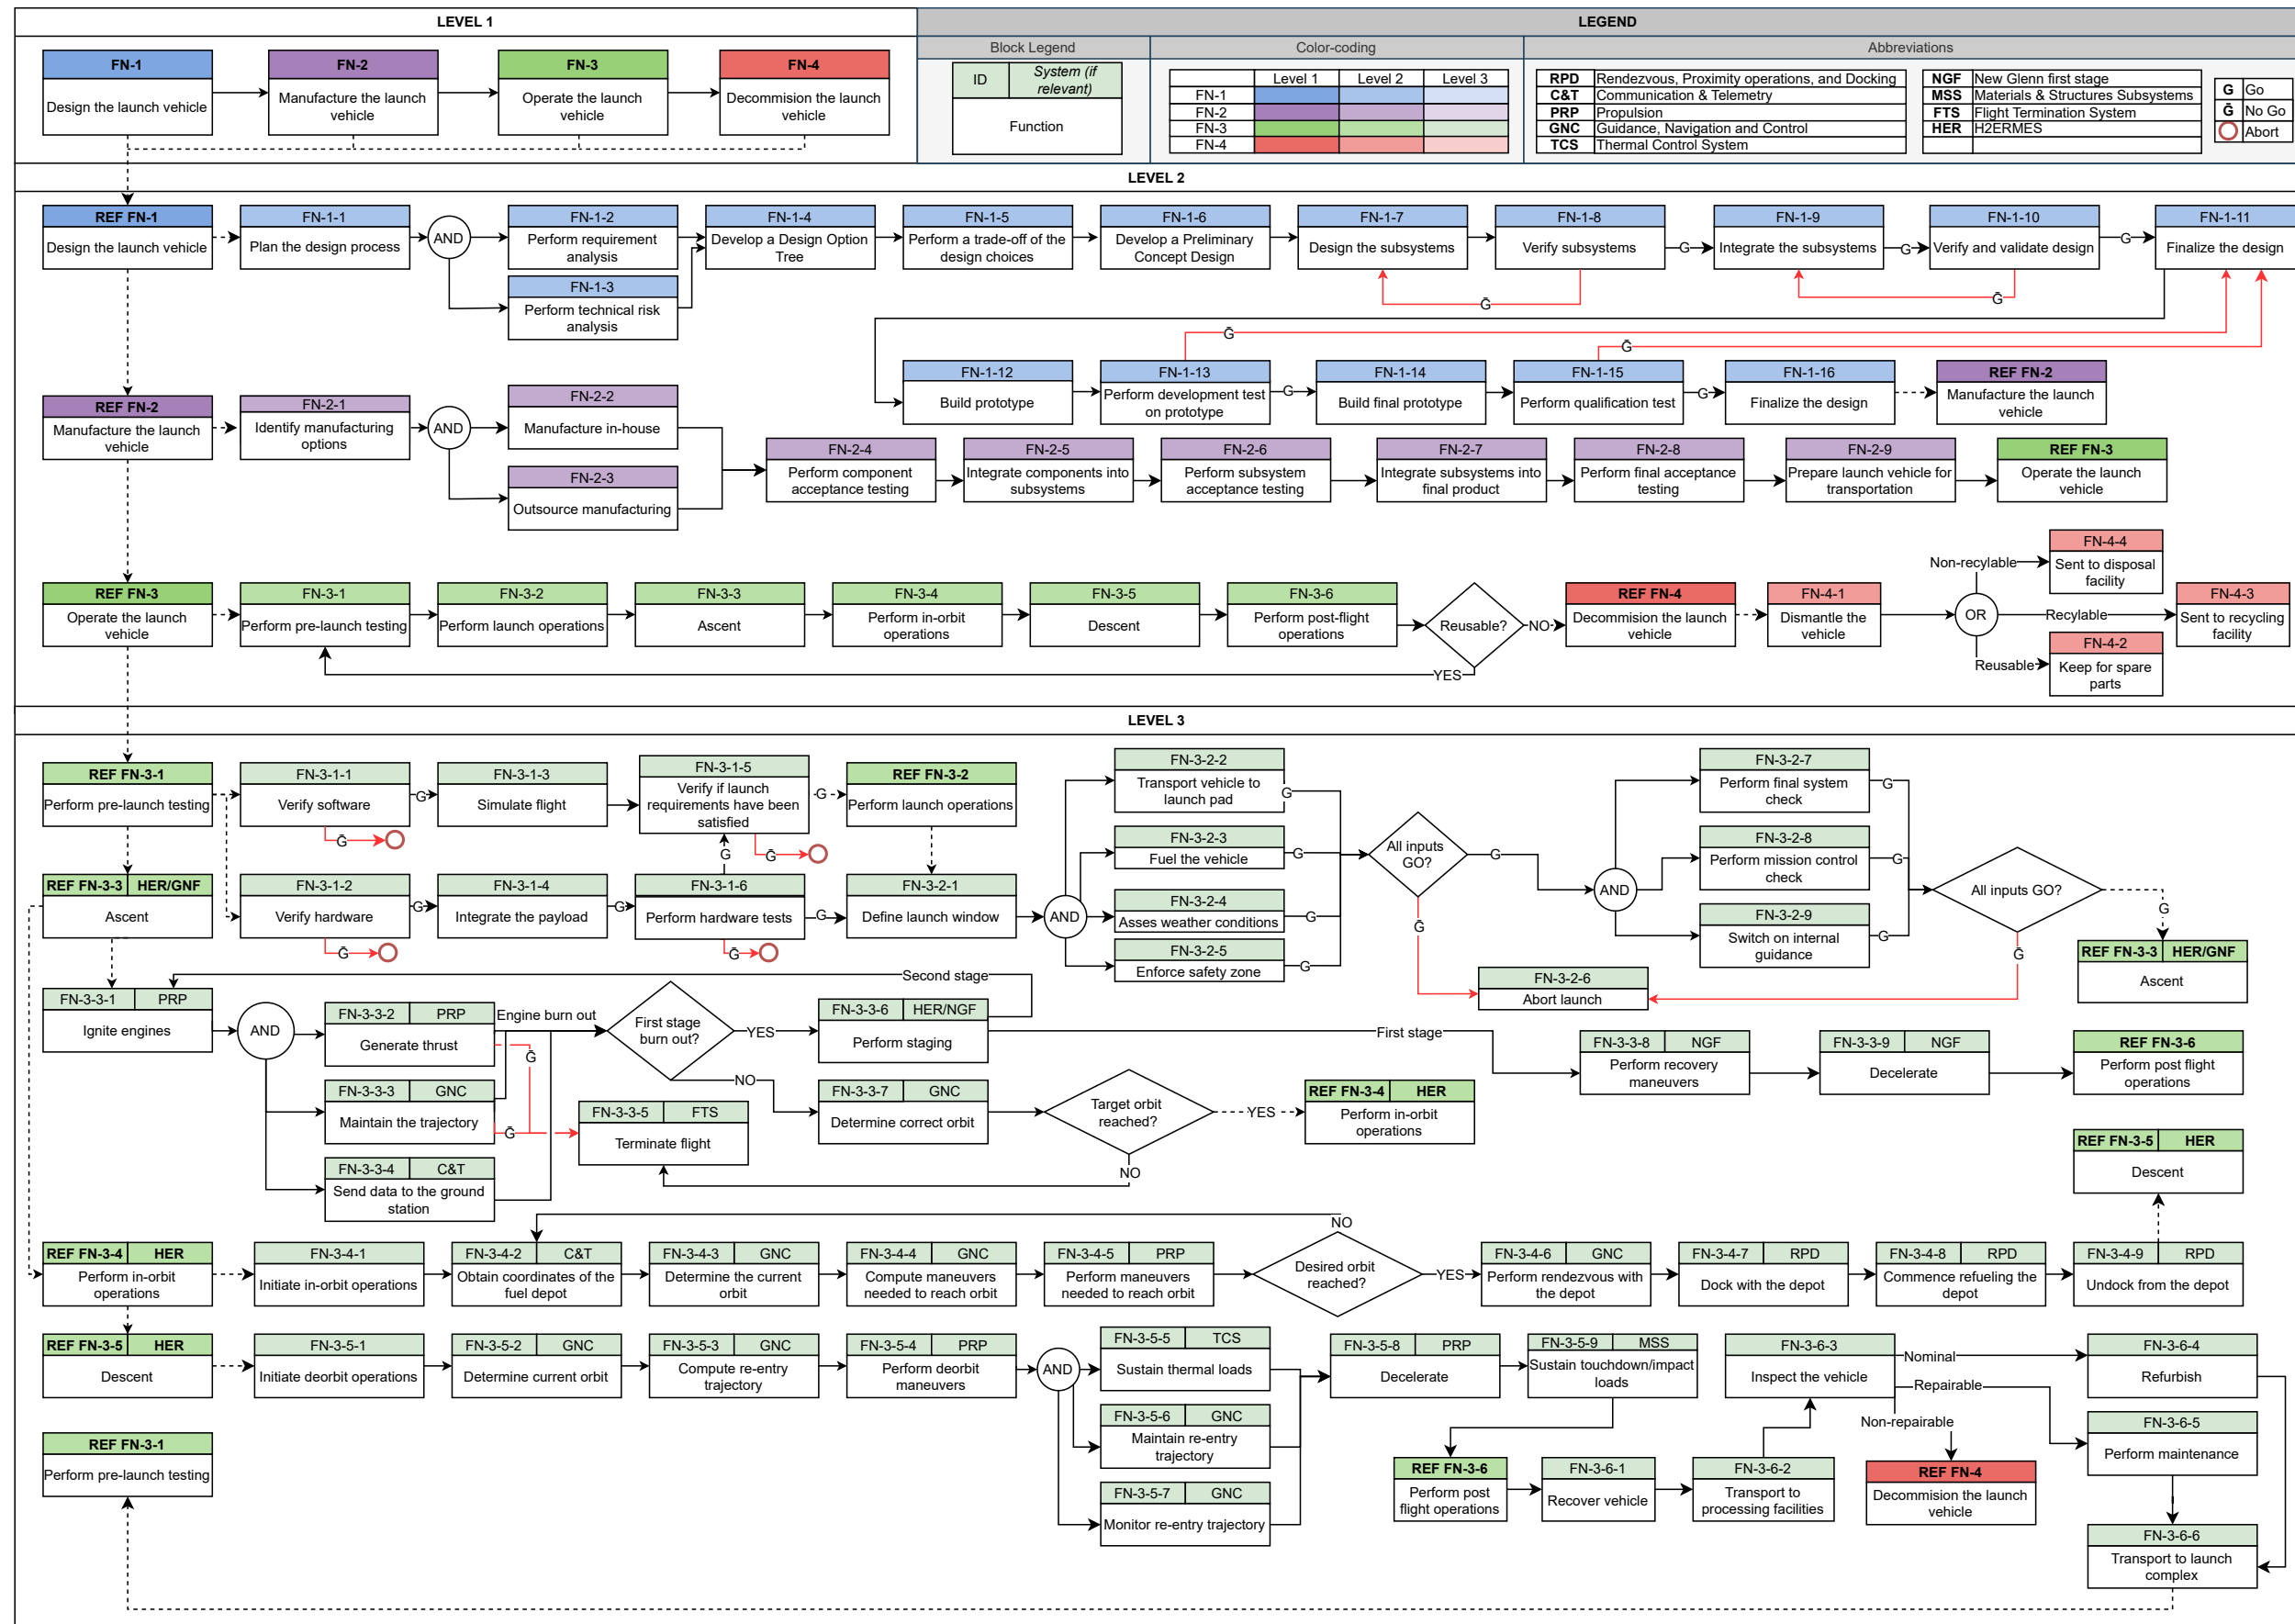 LEVEL 1
LEGEND
Block Legend
Color-coding
Abbreviations
FN-1
Design the launch vehicle
FN-2
Manufacture the launch
vehicle
FN-3
Operate the launch
vehicle
FN-4
Decommision the launch
vehicle
ID
System (if
relevant)
Function
Level 1 Level 2 Level 3
FN-1
FN-2
FN-3
FN-4
RPD Rendezvous, Proximity operations, and Docking
C&T Communication & Telemetry
PRP Propulsion
GNC Guidance, Navigation and Control
TCS Thermal Control System
NGF New Glenn first stage
MSS Materials & Structures Subsystems
FTS Flight Termination System
HER H2ERMES
G Go
Ḡ No Go
Abort
LEVEL 2
REF FN-1
Design the launch vehicle
FN-1-1
Plan the design process
AND
FN-1-2
Perform requirement
analysis
FN-1-3
Perform technical risk
analysis
FN-1-4
Develop a Design Option
Tree
FN-1-5
Perform a trade-off of the
design choices
FN-1-6
Develop a Preliminary
Concept Design
FN-1-7
Design the subsystems
FN-1-8
Verify subsystems
G
Ḡ
FN-1-9
Integrate the subsystems
G
FN-1-10
Verify and validate design
G
Ḡ
FN-1-11
Finalize the design
Ḡ
Ḡ
FN-1-12
Build prototype
FN-1-13
Perform development test
on prototype
G
FN-1-14
Build final prototype
FN-1-15
Perform qualification test
G
FN-1-16
Finalize the design
REF FN-2
Manufacture the launch
vehicle
REF FN-2
Manufacture the launch
vehicle
FN-2-1
Identify manufacturing
options
AND
FN-2-2
Manufacture in-house
FN-2-3
Outsource manufacturing
FN-2-4
Perform component
acceptance testing
FN-2-5
Integrate components into
subsystems
FN-2-6
Perform subsystem
acceptance testing
FN-2-7
Integrate subsystems into
final product
FN-2-8
Perform final acceptance
testing
FN-2-9
Prepare launch vehicle for
transportation
REF FN-3
Operate the launch
vehicle
REF FN-3
Operate the launch
vehicle
FN-3-1
Perform pre-launch testing
FN-3-2
Perform launch operations
FN-3-3
Ascent
FN-3-4
Perform in-orbit
operations
FN-3-5
Descent
FN-3-6
Perform post-flight
operations
Reusable?
NO
YES
REF FN-4
Decommision the launch
vehicle
FN-4-1
Dismantle the
vehicle
OR
Non-recylable
FN-4-4
Sent to disposal
facility
Recylable
FN-4-3
Sent to recycling
facility
Reusable
FN-4-2
Keep for spare
parts
LEVEL 3
REF FN-3-1
Perform pre-launch testing
FN-3-1-1
Verify software
G
Ḡ
FN-3-1-3
Simulate flight
FN-3-1-5
Verify if launch
requirements have been
satisfied
G
Ḡ
G
REF FN-3-2
Perform launch operations
REF FN-3-3 HER/GNF
Ascent
FN-3-1-2
Verify hardware
G
Ḡ
FN-3-1-4
Integrate the payload
G
FN-3-1-6
Perform hardware tests
G
Ḡ
FN-3-2-1
Define launch window
AND
FN-3-2-2
Transport vehicle to
launch pad
G
FN-3-2-3
Fuel the vehicle
G
FN-3-2-4
Asses weather conditions
G
FN-3-2-5
Enforce safety zone
G
All inputs
GO?
G
Ḡ
FN-3-2-6
Abort launch
AND
FN-3-2-7
Perform final system
check
G
FN-3-2-8
Perform mission control
check
G
FN-3-2-9
Switch on internal
guidance
G
All inputs GO?
G
Ḡ
REF FN-3-3 HER/GNF
Ascent
FN-3-3-1 PRP
Ignite engines
AND
FN-3-3-2 PRP
Generate thrust
Engine burn out
Ḡ
FN-3-3-3 GNC
Maintain the trajectory
Ḡ
FN-3-3-4 C&T
Send data to the ground
station
FN-3-3-5 FTS
Terminate flight
First stage
burn out?
YES
NO
Second stage
FN-3-3-6 HER/NGF
Perform staging
First stage
FN-3-3-7 GNC
Determine correct orbit
Target orbit
reached?
YES
NO
REF FN-3-4 HER
Perform in-orbit
operations
FN-3-3-8 NGF
Perform recovery
maneuvers
FN-3-3-9 NGF
Decelerate
REF FN-3-6
Perform post flight
operations
REF FN-3-5 HER
Descent
REF FN-3-4 HER
Perform in-orbit
operations
FN-3-4-1
Initiate in-orbit operations
FN-3-4-2 C&T
Obtain coordinates of the
fuel depot
FN-3-4-3 GNC
Determine the current
orbit
FN-3-4-4 GNC
Compute maneuvers
needed to reach orbit
FN-3-4-5 PRP
Perform maneuvers
needed to reach orbit
NO
Desired orbit
reached?
YES
FN-3-4-6 GNC
Perform rendezvous with
the depot
FN-3-4-7 RPD
Dock with the depot
FN-3-4-8 RPD
Commence refueling the
depot
FN-3-4-9 RPD
Undock from the depot
REF FN-3-5 HER
Descent
FN-3-5-1
Initiate deorbit operations
FN-3-5-2 GNC
Determine current orbit
FN-3-5-3 GNC
Compute re-entry
trajectory
FN-3-5-4 PRP
Perform deorbit
maneuvers
AND
FN-3-5-5 TCS
Sustain thermal loads
FN-3-5-6 GNC
Maintain re-entry
trajectory
FN-3-5-7 GNC
Monitor re-entry trajectory
FN-3-5-8 PRP
Decelerate
FN-3-5-9 MSS
Sustain touchdown/impact
loads
REF FN-3-6
Perform post
flight operations
FN-3-6-1
Recover vehicle
FN-3-6-2
Transport to
processing facilities
FN-3-6-3
Inspect the vehicle
Nominal
Repairable
Non-repairable
REF FN-4
Decommision the launch
vehicle
FN-3-6-4
Refurbish
FN-3-6-5
Perform maintenance
FN-3-6-6
Transport to launch
complex
REF FN-3-1
Perform pre-launch testing